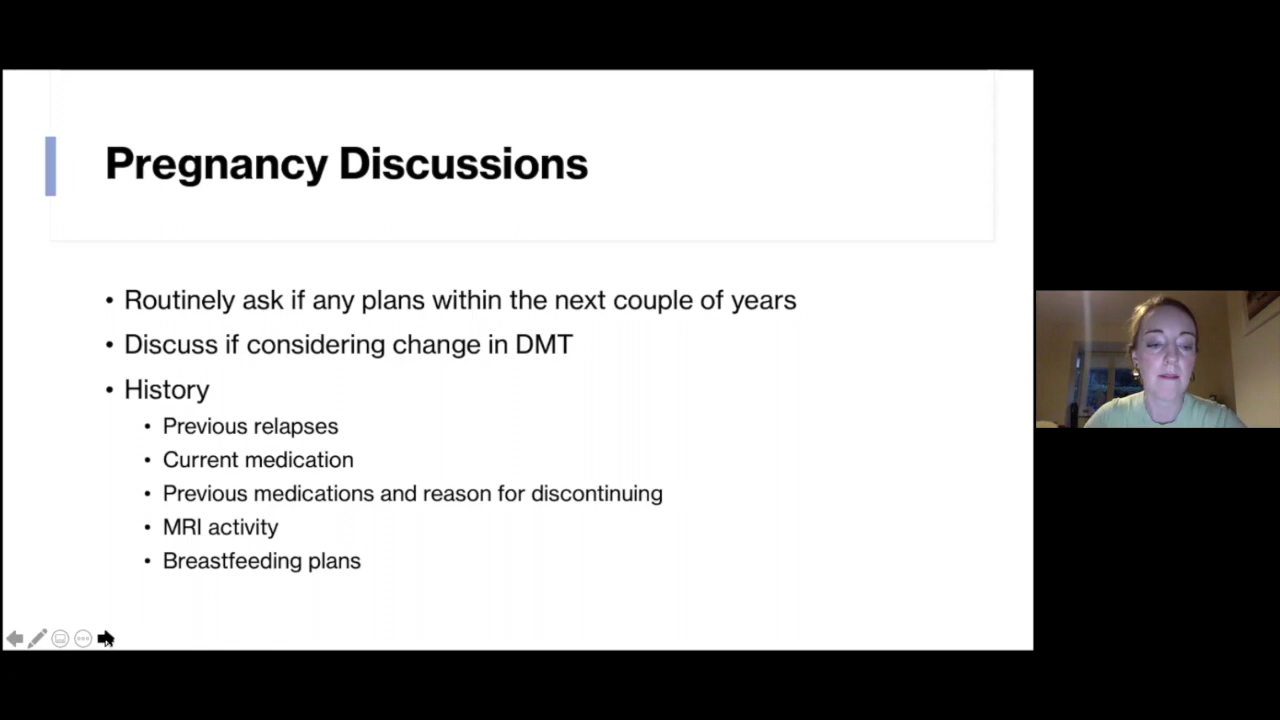 Pregnancy Discussions
• Routinely ask if any plans within the next couple of years
• Discuss if considering change in DMT
• History
• Previous relapses
• Current medication
• Previous medications and reason for discontinuing
• MRI activity
• Breastfeeding plans